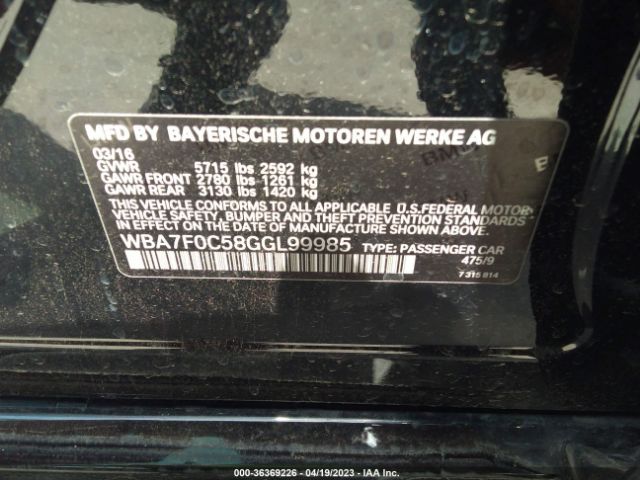 MFD BY BAYERISCHE MOTOREN WERKE AG
03/16
GVWR 5715 lbs 2592 kg
GAWR FRONT 2780 lbs 1261 kg
GAWR REAR 3130 lbs 1420 kg
THIS VEHICLE CONFORMS TO ALL APPLICABLE U.S.FEDERAL MOTOR
VEHICLE SAFETY, BUMPER, AND THEFT PREVENTION STANDARDS
IN EFFECT ON THE DATE OF MANUFACTURE SHOWN ABOVE.
WBA7F0C58GGL99985 TYPE: PASSENGER CAR
475/9
7 315 814
000-36369226 - 04/19/2023 - IAA Inc.